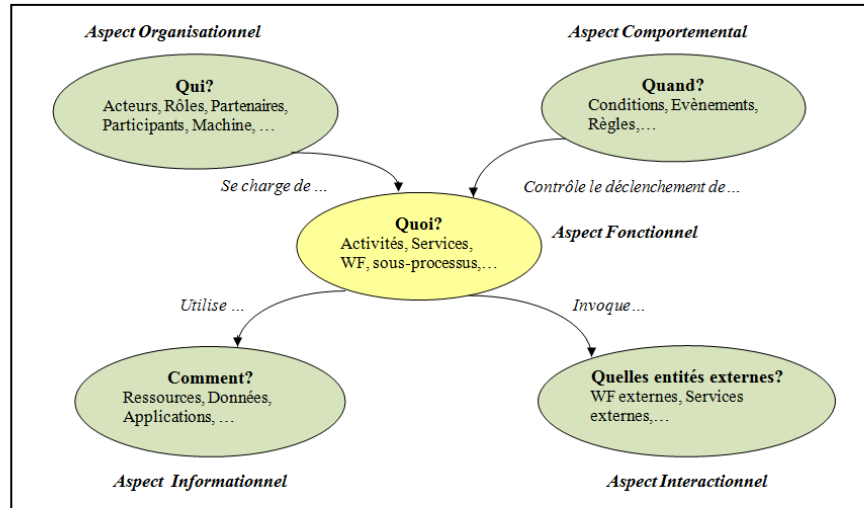 Aspect Organisationnel
Aspect Comportemental
Qui?
Acteurs, Rôles, Partenaires,
Participants, Machine, …
Quand?
Conditions, Evènements,
Règles,…
Se charge de …
Contrôle le déclenchement de…
Quoi?
Activités, Services,
WF, sous-processus,…
Aspect Fonctionnel
Utilise …
Invoque…
Comment?
Ressources, Données,
Applications, …
Quelles entités externes?
WF externes, Services
externes,…
Aspect Informationnel
Aspect Interactionnel